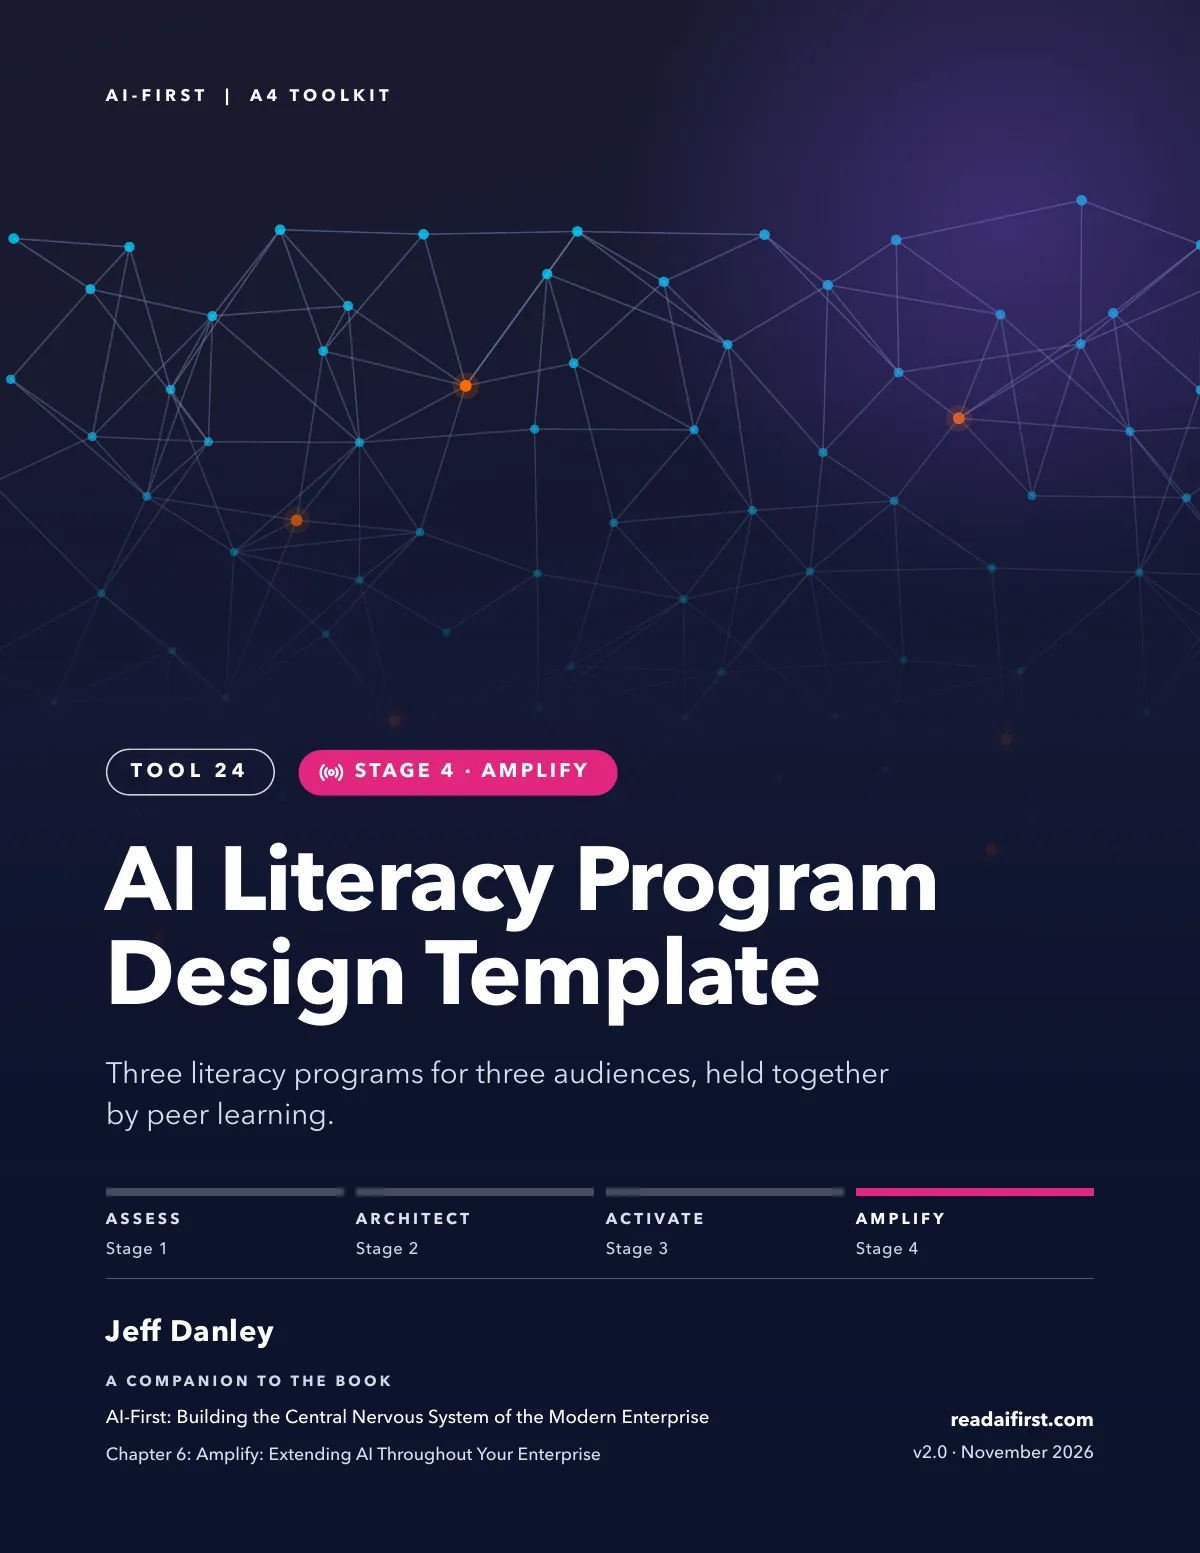 AI-FIRST | A4 TOOLKIT
TOOL 24
STAGE 4 · AMPLIFY
AI Literacy Program
Design Template
Three literacy programs for three audiences, held together
by peer learning.
ASSESS
Stage 1
ARCHITECT
Stage 2
ACTIVATE
Stage 3
AMPLIFY
Stage 4
Jeff Danley
A COMPANION TO THE BOOK
AI-First: Building the Central Nervous System of the Modern Enterprise
Chapter 6: Amplify: Extending AI Throughout Your Enterprise
readaifirst.com
v2.0 · November 2026